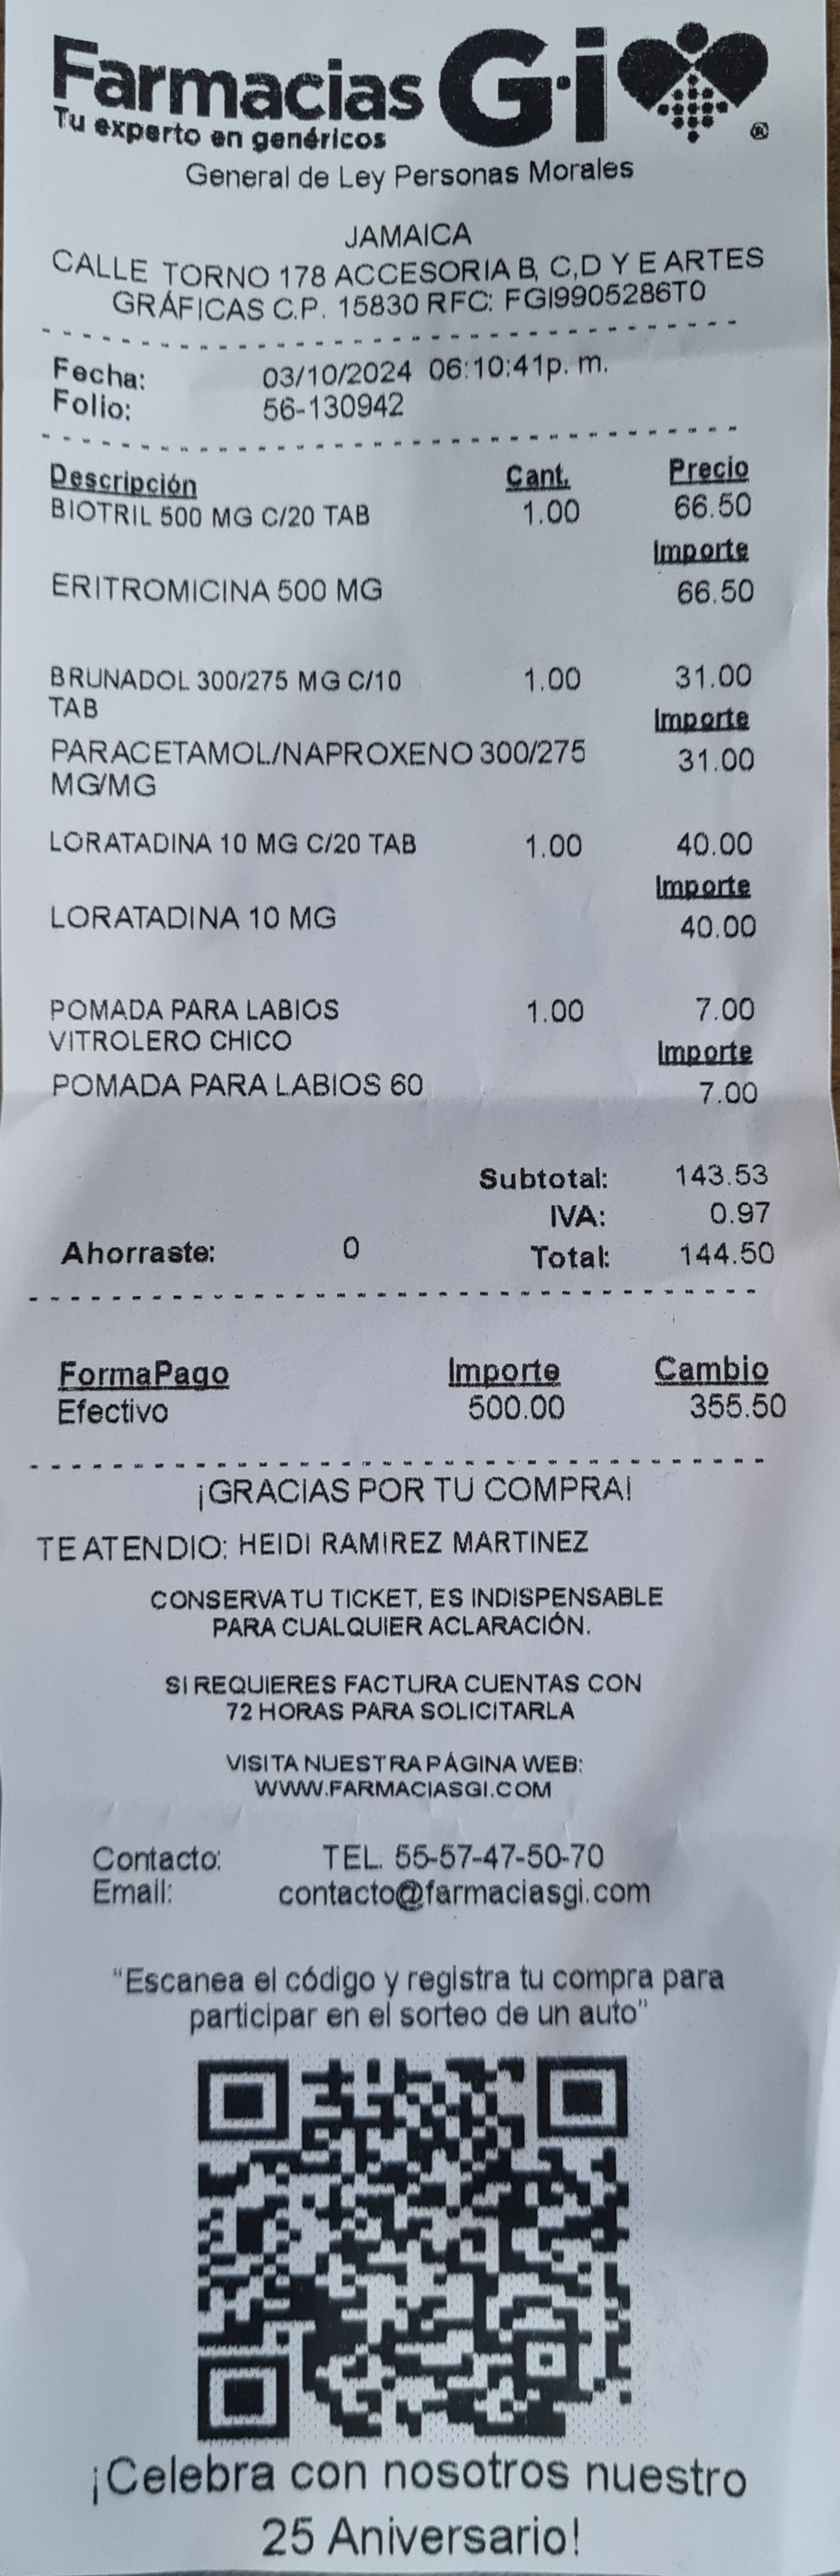 Farmacias G·i ®
Tu experto en genéricos
General de Ley Personas Morales
JAMAICA
CALLE TORNO 178 ACCESORIA B, C,D Y E ARTES
GRÁFICAS C.P. 15830 RFC: FGI9905286T0
Fecha: 03/10/2024 06:10:41p. m.
Folio: 56-130942
Descripción Cant. Precio
BIOTRIL 500 MG C/20 TAB 1.00 66.50
Importe
ERITROMICINA 500 MG 66.50
BRUNADOL 300/275 MG C/10 1.00 31.00
TAB Importe
PARACETAMOL/NAPROXENO 300/275 31.00
MG/MG
LORATADINA 10 MG C/20 TAB 1.00 40.00
Importe
LORATADINA 10 MG 40.00
POMADA PARA LABIOS 1.00 7.00
VITROLERO CHICO Importe
POMADA PARA LABIOS 60 7.00
Subtotal: 143.53
IVA: 0.97
Ahorraste: 0 Total: 144.50
FormaPago Importe Cambio
Efectivo 500.00 355.50
¡GRACIAS POR TU COMPRA!
TE ATENDIO: HEIDI RAMIREZ MARTINEZ
CONSERVA TU TICKET, ES INDISPENSABLE
PARA CUALQUIER ACLARACIÓN.
SI REQUIERES FACTURA CUENTAS CON
72 HORAS PARA SOLICITARLA
VISITA NUESTRA PÁGINA WEB:
WWW.FARMACIASGI.COM
Contacto: TEL. 55-57-47-50-70
Email: contacto@farmaciasgi.com
"Escanea el código y registra tu compra para
participar en el sorteo de un auto"
¡Celebra con nosotros nuestro
25 Aniversario!